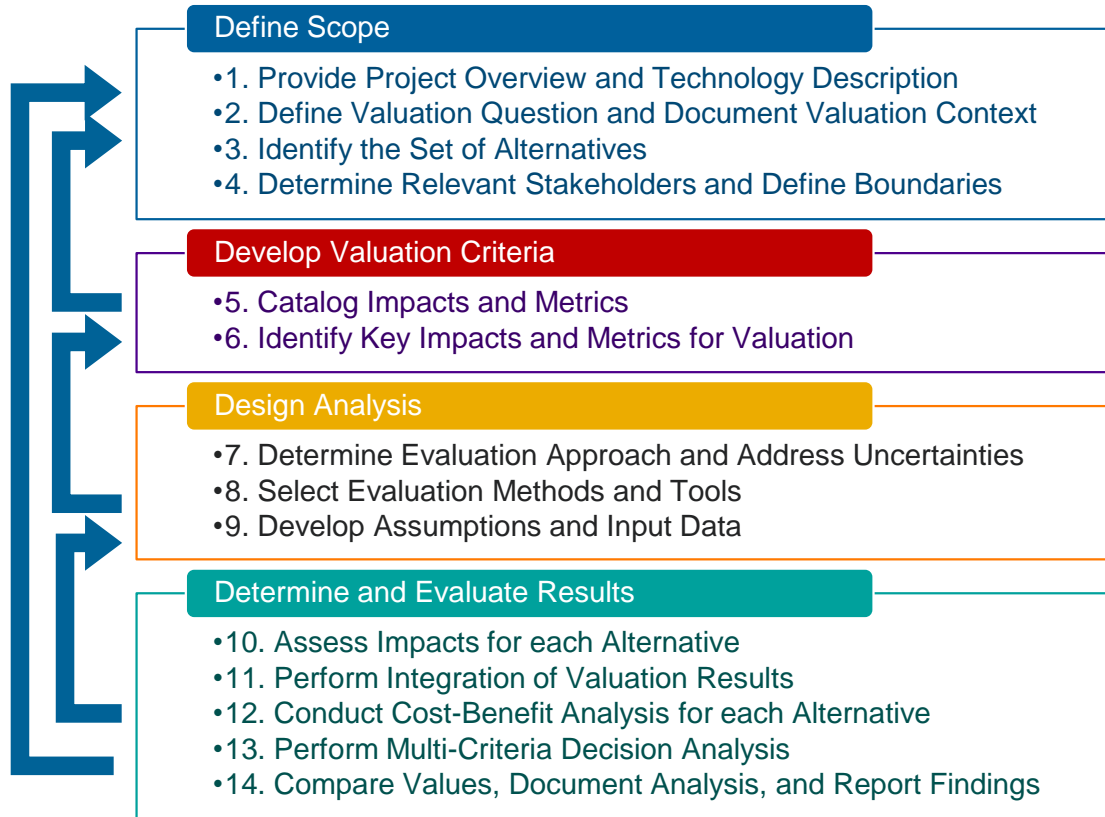 Define Scope
•1. Provide Project Overview and Technology Description
•2. Define Valuation Question and Document Valuation Context
•3. Identify the Set of Alternatives
•4. Determine Relevant Stakeholders and Define Boundaries
Develop Valuation Criteria
•5. Catalog Impacts and Metrics
•6. Identify Key Impacts and Metrics for Valuation
Design Analysis
•7. Determine Evaluation Approach and Address Uncertainties
•8. Select Evaluation Methods and Tools
•9. Develop Assumptions and Input Data
Determine and Evaluate Results
•10. Assess Impacts for each Alternative
•11. Perform Integration of Valuation Results
•12. Conduct Cost-Benefit Analysis for each Alternative
•13. Perform Multi-Criteria Decision Analysis
•14. Compare Values, Document Analysis, and Report Findings